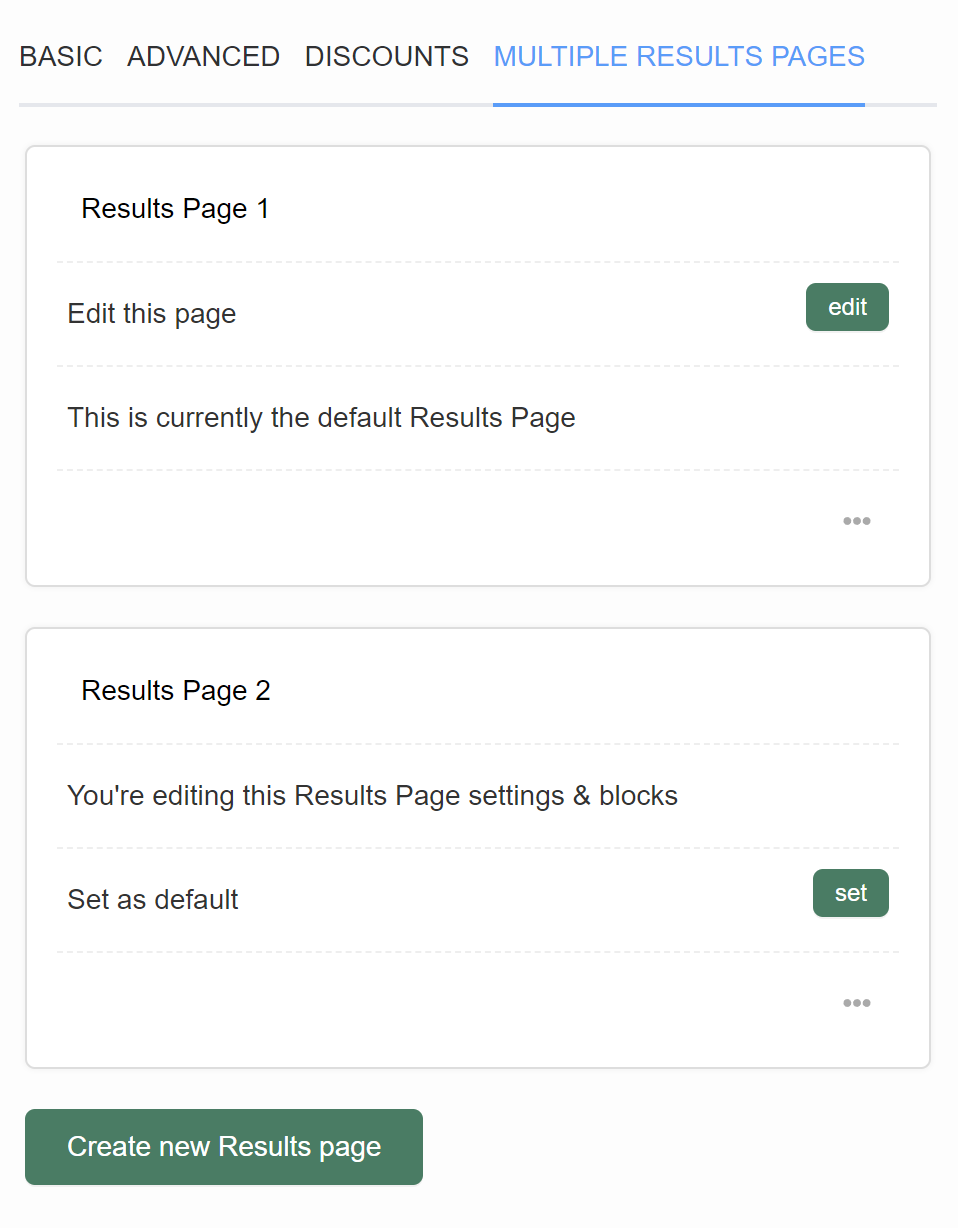 BASIC ADVANCED DISCOUNTS MULTIPLE RESULTS PAGES
Results Page 1
Edit this page edit
This is currently the default Results Page
Results Page 2
You're editing this Results Page settings & blocks
Set as default set
Create new Results page